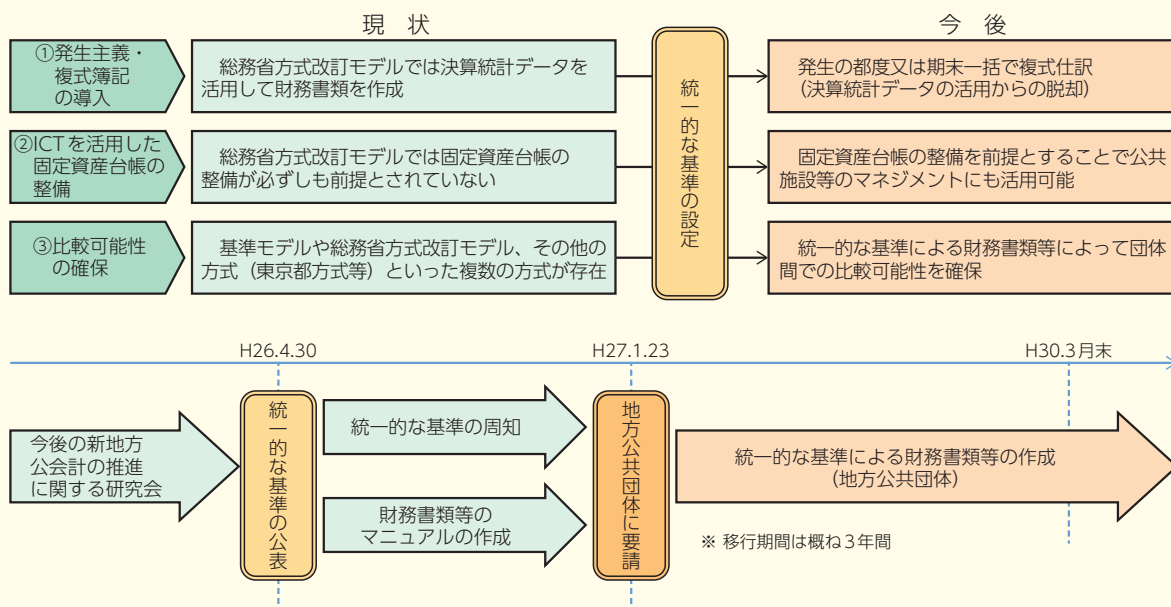 現 状
今 後
①発生主義・
複式簿記
の導入
総務省方式改訂モデルでは決算統計データを
活用して財務書類を作成
発生の都度又は期末一括で複式仕訳
(決算統計データの活用からの脱却)
②ICTを活用した
固定資産台帳の
整備
総務省方式改訂モデルでは固定資産台帳の
整備が必ずしも前提とされていない
固定資産台帳の整備を前提とすることで公共
施設等のマネジメントにも活用可能
③比較可能性
の確保
基準モデルや総務省方式改訂モデル、その他の
方式（東京都方式等）といった複数の方式が存在
統一的な基準による財務書類等によって団体
間での比較可能性を確保
統一的な基準の設定
H26.4.30
H27.1.23
H30.3月末
今後の新地方
公会計の推進
に関する研究会
統一的な基準の公表
統一的な基準の周知
財務書類等の
マニュアルの作成
地方公共団体に要請
統一的な基準による財務書類等の作成
(地方公共団体)
※ 移行期間は概ね３年間